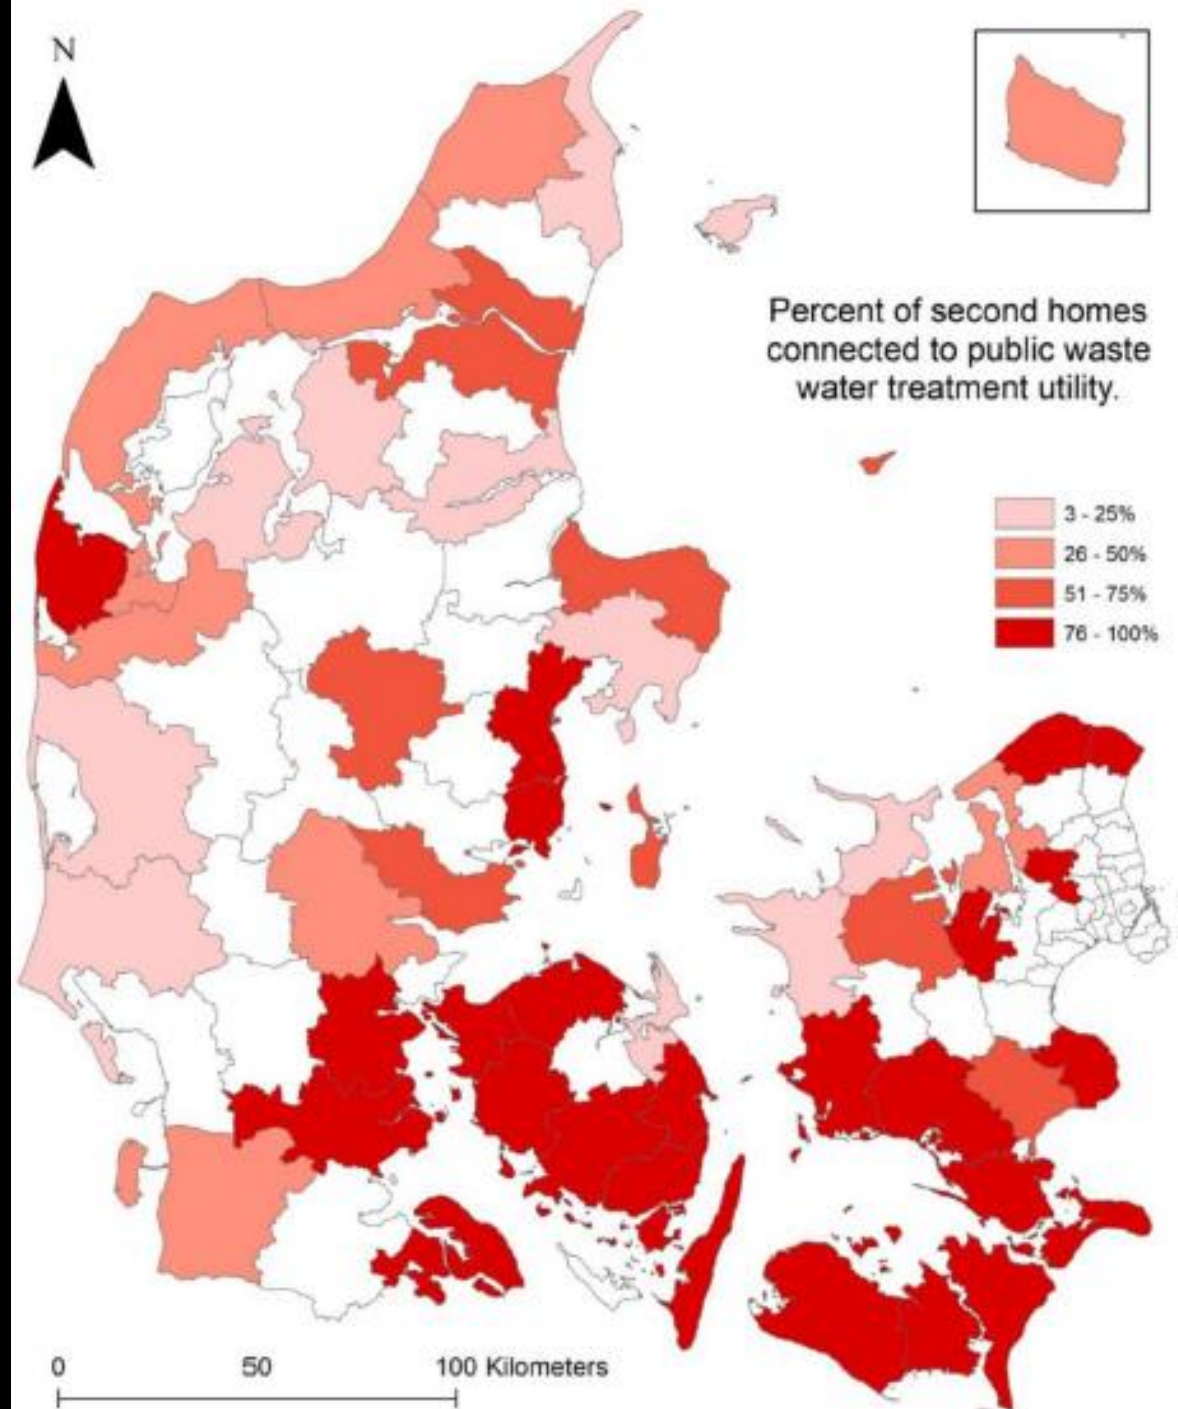 N
Percent of second homes
connected to public waste
water treatment utility.
3 - 25%
26 - 50%
51 - 75%
76 - 100%
0 50 100 Kilometers